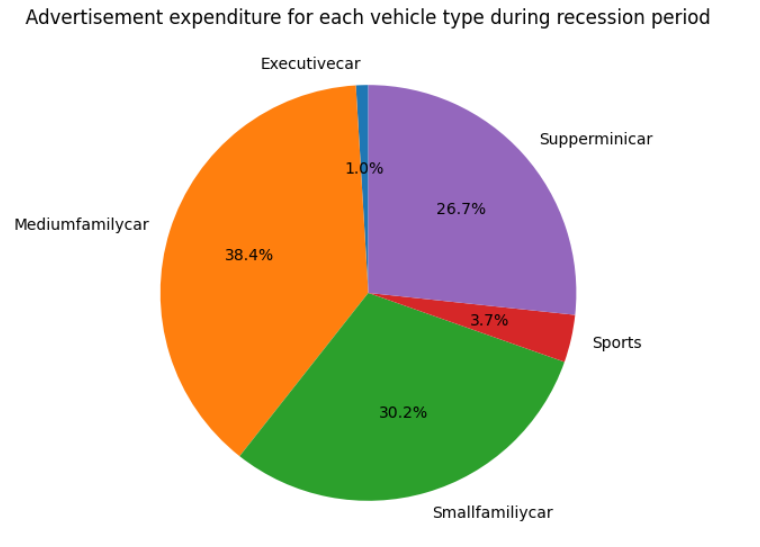 Advertisement expenditure for each vehicle type during recession period
Executivecar
Supperminicar
1.0%
26.7%
Mediumfamilycar
38.4%
3.7%
Sports
30.2%
Smallfamiliycar